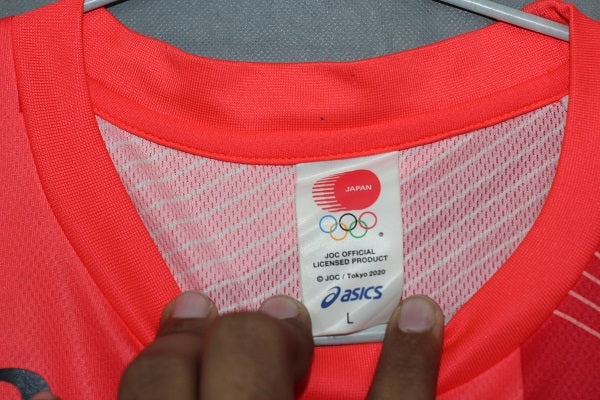 JAPAN
JOC OFFICIAL
LICENSED PRODUCT
© JOC / Tokyo 2020
asics
L